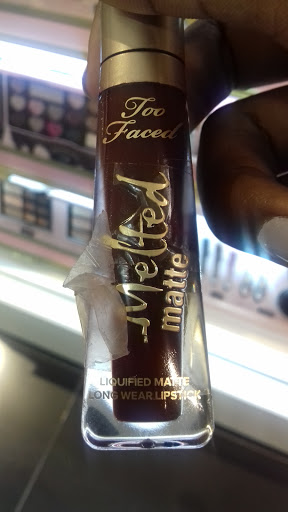 Too
Faced
Melted
matte
LIQUIFIED MATTE
LONG WEAR LIPSTICK